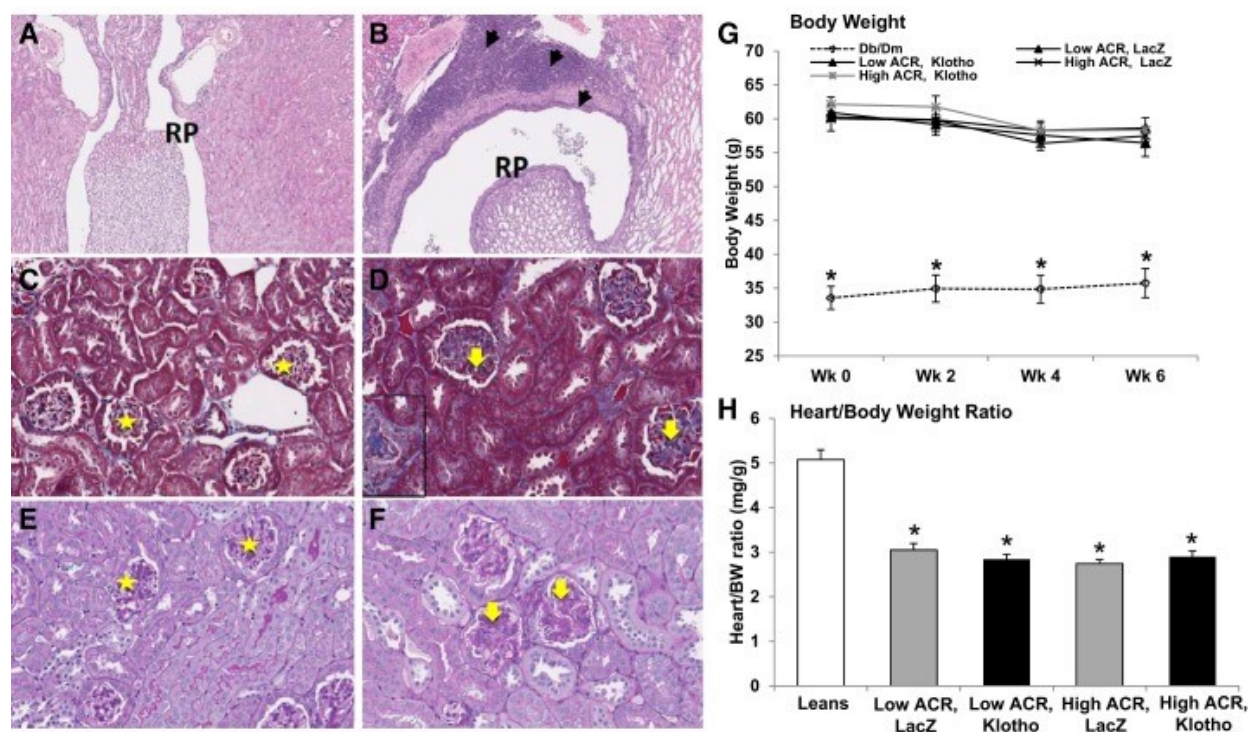 A
RP
B
RP
C
D
E
F
G Body Weight
Db/Dm
Low ACR, LacZ
Low ACR, Klotho
High ACR, LacZ
High ACR, Klotho
Body Weight (g)
70
65
60
55
50
45
40
35
30
25
* * * *
Wk 0 Wk 2 Wk 4 Wk 6
H Heart/Body Weight Ratio
Heart/BW ratio (mg/g)
6
5
4
3
2
1
0
* * * *
Leans Low ACR, LacZ Low ACR, Klotho High ACR, LacZ High ACR, Klotho